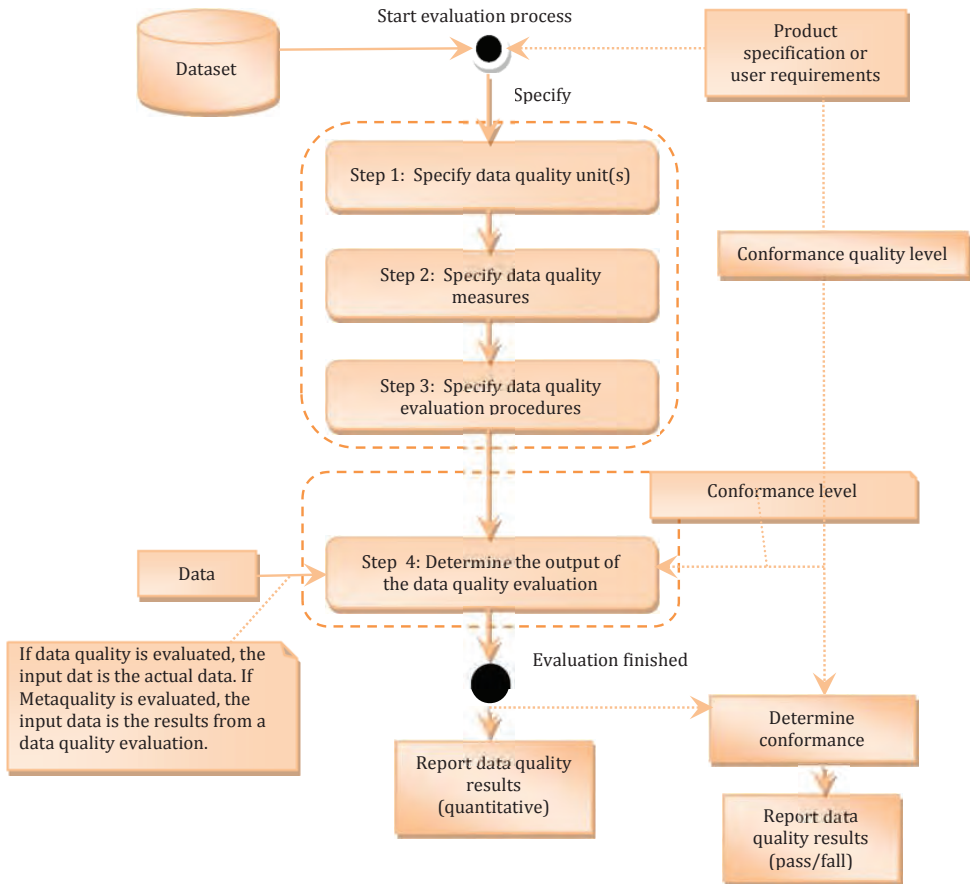 Start evaluation process
Dataset
Product
specification or
user requirements
Specify
Step 1:  Specify data quality unit(s)
Step 2:  Specify data quality
measures
Conformance quality level
Step 3:  Specify data quality
evaluation procedures
Conformance level
Data
Step  4: Determine the output of
the data quality evaluation
If data quality is evaluated, the
input dat is the actual data. If
Metaquality is evaluated, the
input data is the results from a
data quality evaluation.
Evaluation finished
Determine
conformance
Report data quality
results
(quantitative)
Report data
quality results
(pass/fall)